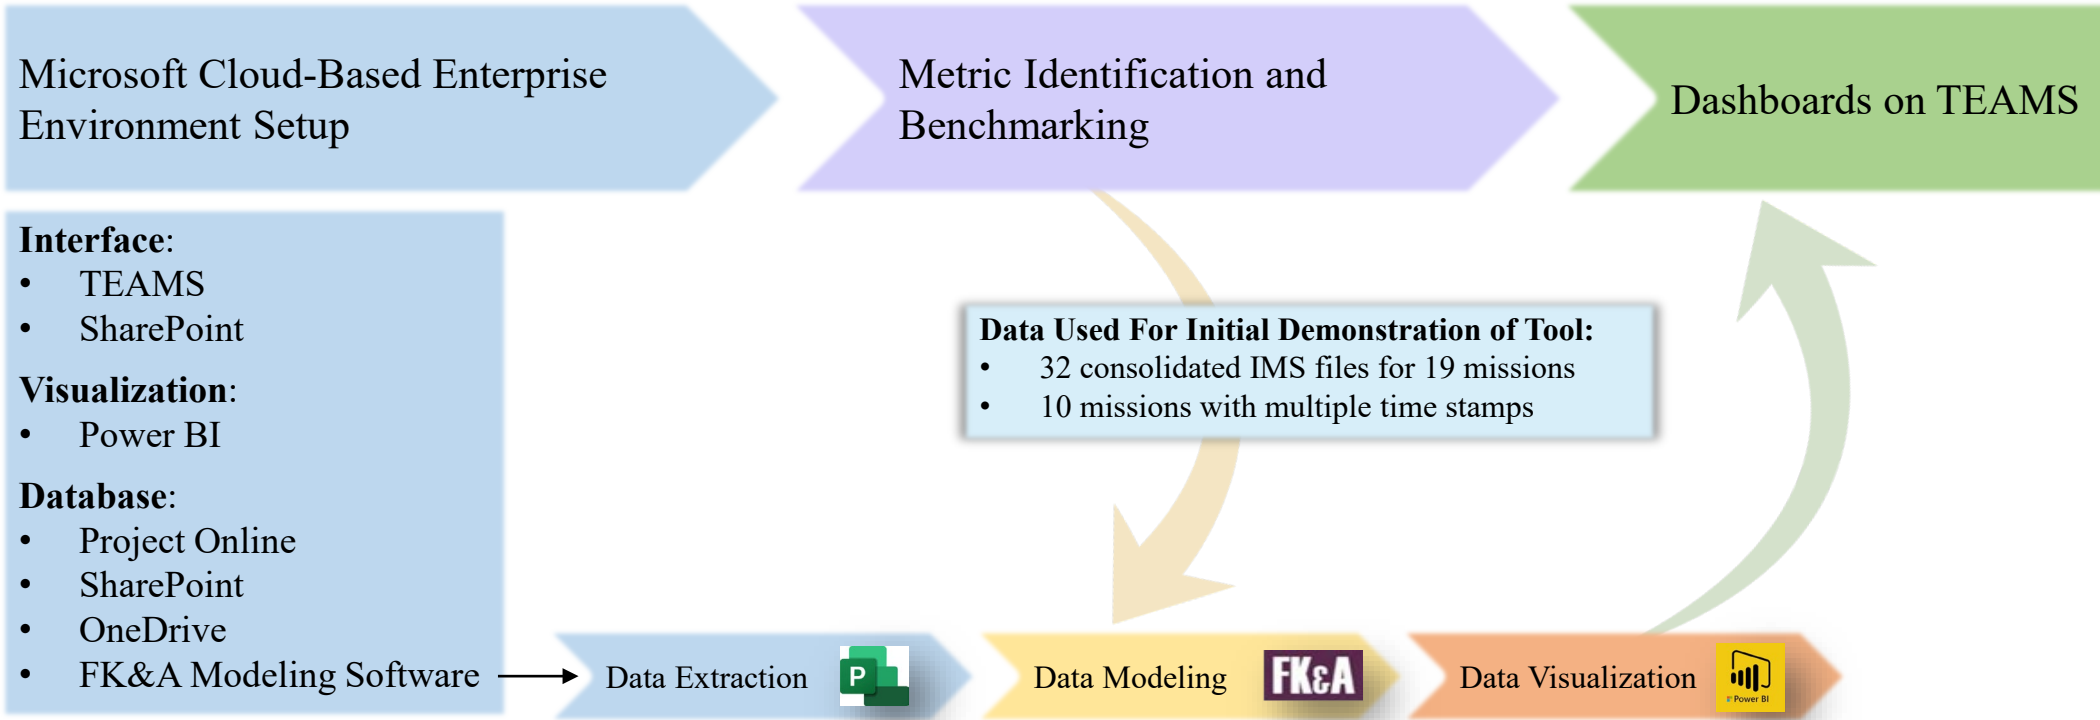 Microsoft Cloud-Based Enterprise
Environment Setup
Metric Identification and
Benchmarking
Dashboards on TEAMS
Interface:
• TEAMS
• SharePoint
Visualization:
• Power BI
Database:
• Project Online
• SharePoint
• OneDrive
• FK&A Modeling Software
Data Used For Initial Demonstration of Tool:
• 32 consolidated IMS files for 19 missions
• 10 missions with multiple time stamps
Data Extraction
P
Data Modeling
FK&A
Data Visualization
Power BI